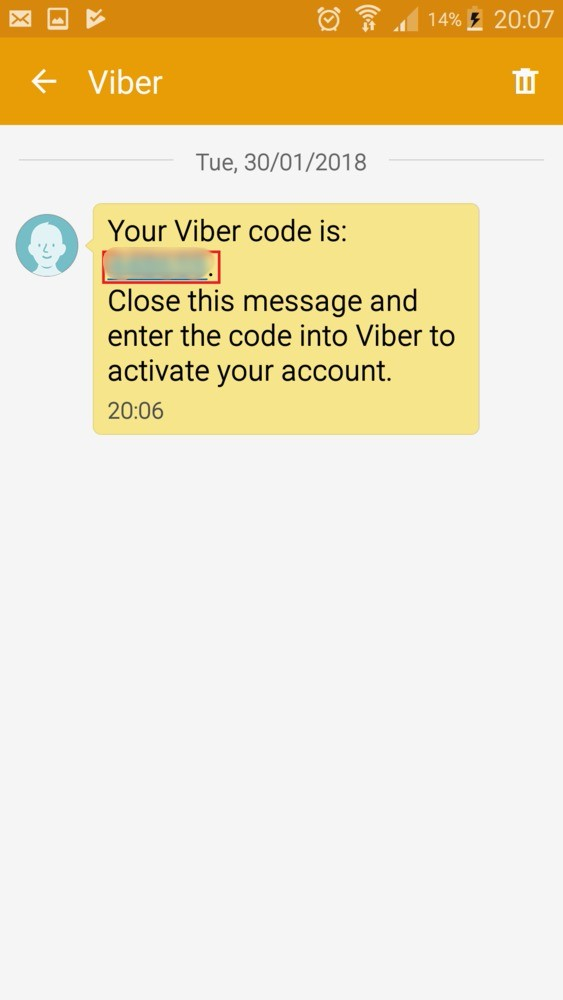 14% 20:07
Viber
Tue, 30/01/2018
Your Viber code is:
.
Close this message and
enter the code into Viber to
activate your account.
20:06